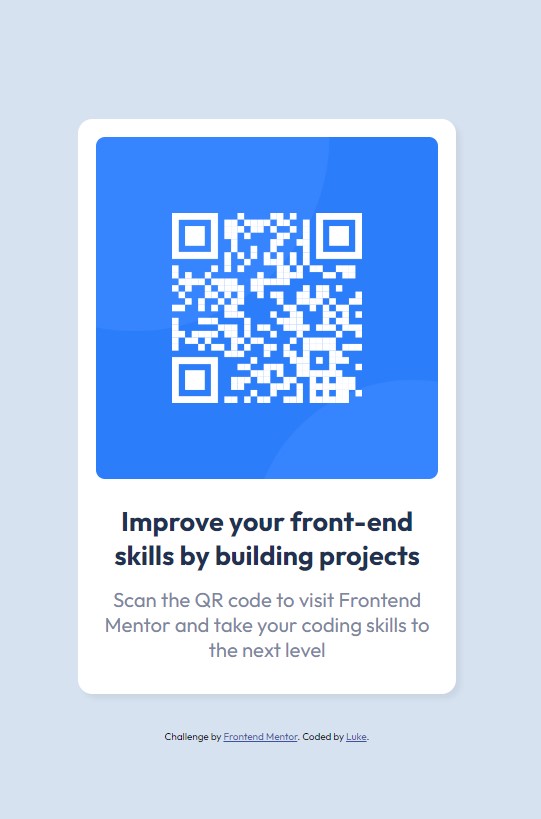 Improve your front-end
skills by building projects
Scan the QR code to visit Frontend
Mentor and take your coding skills to
the next level
Challenge by Frontend Mentor. Coded by Luke.